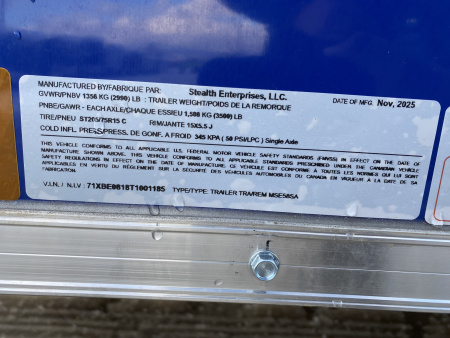 MANUFACTURED BY/FABRIQUE PAR: Stealth Enterprises, LLC. DATE OF MFG. Nov, 2025
GVWR/PNBV 1356 KG (2990) LB : TRAILER WEIGHT/POIDS DE LA REMORQUE
PNBE/GAWR - EACH AXLE/CHAQUE ESSIEU 1,588 KG (3500) LB
TIRE/PNEU ST205/75R15 C RIM/JANTE 15X5.5 J
COLD INFL. PRESS/PRESS. DE GONF. A FROID 345 KPA ( 50 PSI/LPC ) Single Axle
THIS VEHICLE CONFORMS TO ALL APPLICABLE U.S. FEDERAL MOTOR VEHICLE SAFETY STANDARDS (FMVSS) IN EFFECT ON THE DATE OF
MANUFACTURE SHOWN ABOVE. THIS VEHICLE CONFORMS TO ALL APPLICABLE STANDARDS PRESCRIBED UNDER THE CANADIAN VEHICLE
SAFETY REGULATIONS IN EFFECT ON THE DATE OF MANUFACTURE. CE VEHICULE EST CONFORME A TOUTES LES NORMES QUI LUI SONT
APPLICABLES EN VERTU DU RÈGLEMENT SUR LA SÉCURITÉ DES VÉHICULES AUTOMOBILES DU CANADA EN VIGUEUR A LA DATE DE SA
FABRICATION.
V.I.N. / N.I.V : 71XBE0818T1001185 TYPE/TYPE: TRAILER TRA/REM